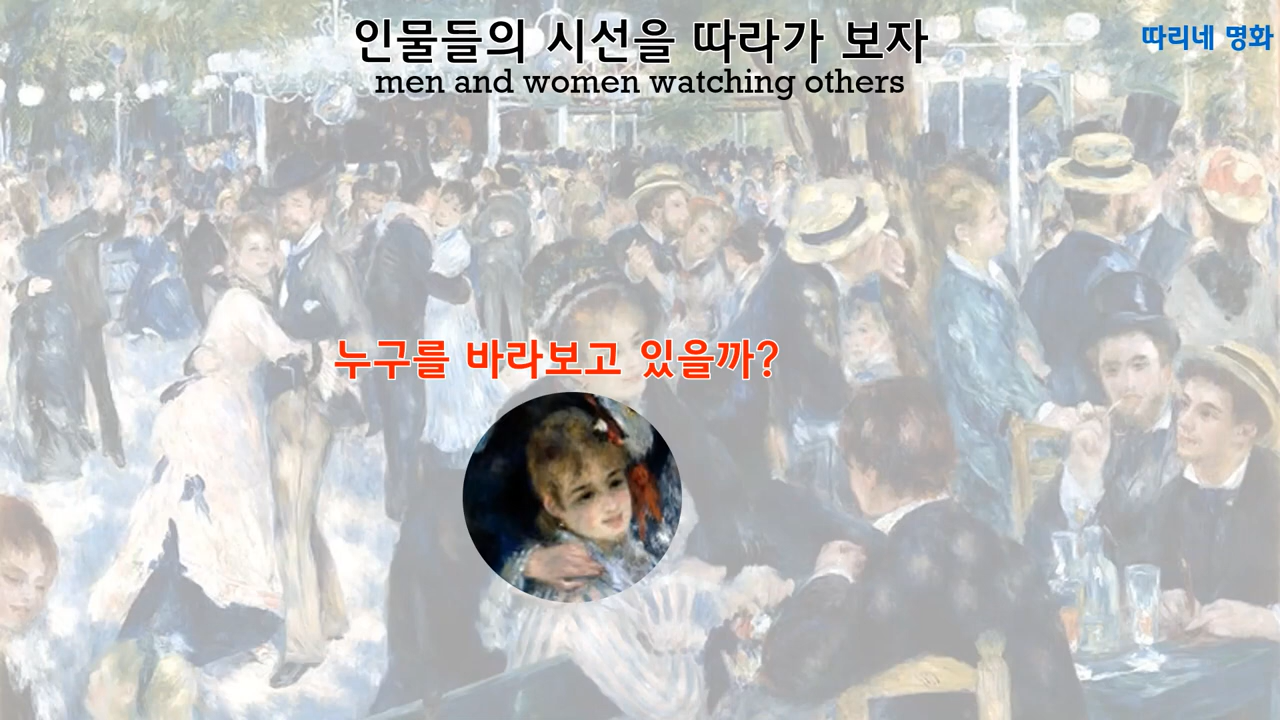 인물들의 시선을 따라가 보자
따리네 명화
men and women watching others
누구를 바라보고 있을까?